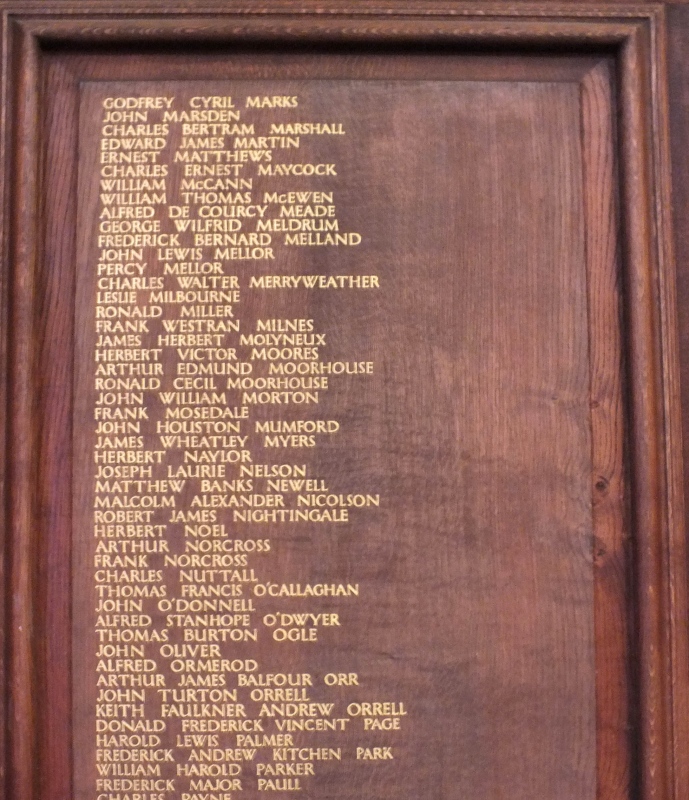 GODFREY CYRIL MARKS
JOHN MARSDEN
CHARLES BERTRAM MARSHALL
EDWARD JAMES MARTIN
ERNEST MATTHEWS
CHARLES ERNEST MAYCOCK
WILLIAM McCANN
WILLIAM THOMAS McEWEN
ALFRED DE COURCY MEADE
GEORGE WILFRID MELDRUM
FREDERICK BERNARD MELLAND
JOHN LEWIS MELLOR
PERCY MELLOR
CHARLES WALTER MERRYWEATHER
LESLIE MILBOURNE
RONALD MILLER
FRANK WESTRAN MILNES
JAMES HERBERT MOLYNEUX
HERBERT VICTOR MOORES
ARTHUR EDMUND MOORHOUSE
RONALD CECIL MOORHOUSE
JOHN WILLIAM MORTON
FRANK MOSEDALE
JOHN HOUSTON MUMFORD
JAMES WHEATLEY MYERS
HERBERT NAYLOR
JOSEPH LAURIE NELSON
MATTHEW BANKS NEWELL
MALCOLM ALEXANDER NICOLSON
ROBERT JAMES NIGHTINGALE
HERBERT NOEL
ARTHUR NORCROSS
FRANK NORCROSS
CHARLES NUTTALL
THOMAS FRANCIS O'CALLAGHAN
JOHN O'DONNELL
ALFRED STANHOPE O'DWYER
THOMAS BURTON OGLE
JOHN OLIVER
ALFRED ORMEROD
ARTHUR JAMES BALFOUR ORR
JOHN TURTON ORRELL
KEITH FAULKNER ANDREW ORRELL
DONALD FREDERICK VINCENT PAGE
HAROLD LEWIS PALMER
FREDERICK ANDREW KITCHEN PARK
WILLIAM HAROLD PARKER
FREDERICK MAJOR PAULL
CHARLES PAYNE